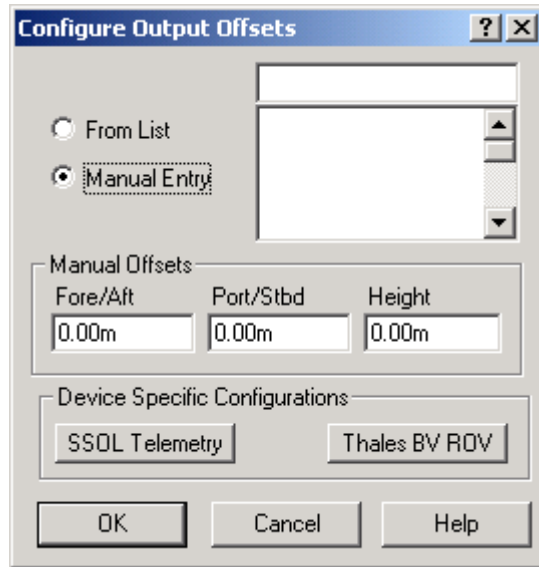 Configure Output Offsets
From List
Manual Entry
Manual Offsets
Fore/Aft Port/Stbd Height
0.00m 0.00m 0.00m
Device Specific Configurations
SSOL Telemetry Thales BV ROV
OK Cancel Help